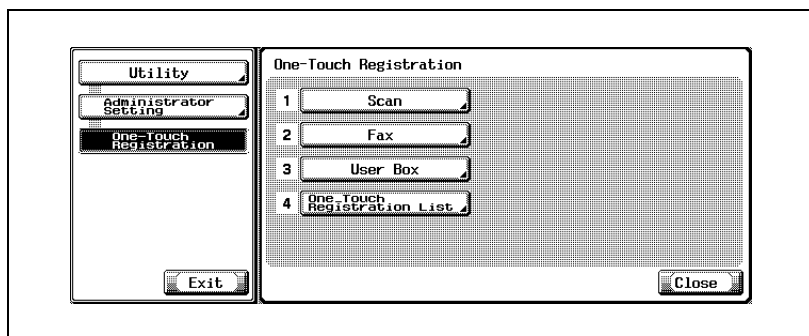 Utility
Administrator
Setting
One-Touch
Registration
Exit
One-Touch Registration
1 Scan
2 Fax
3 User Box
4 One-Touch
Registration List
Close